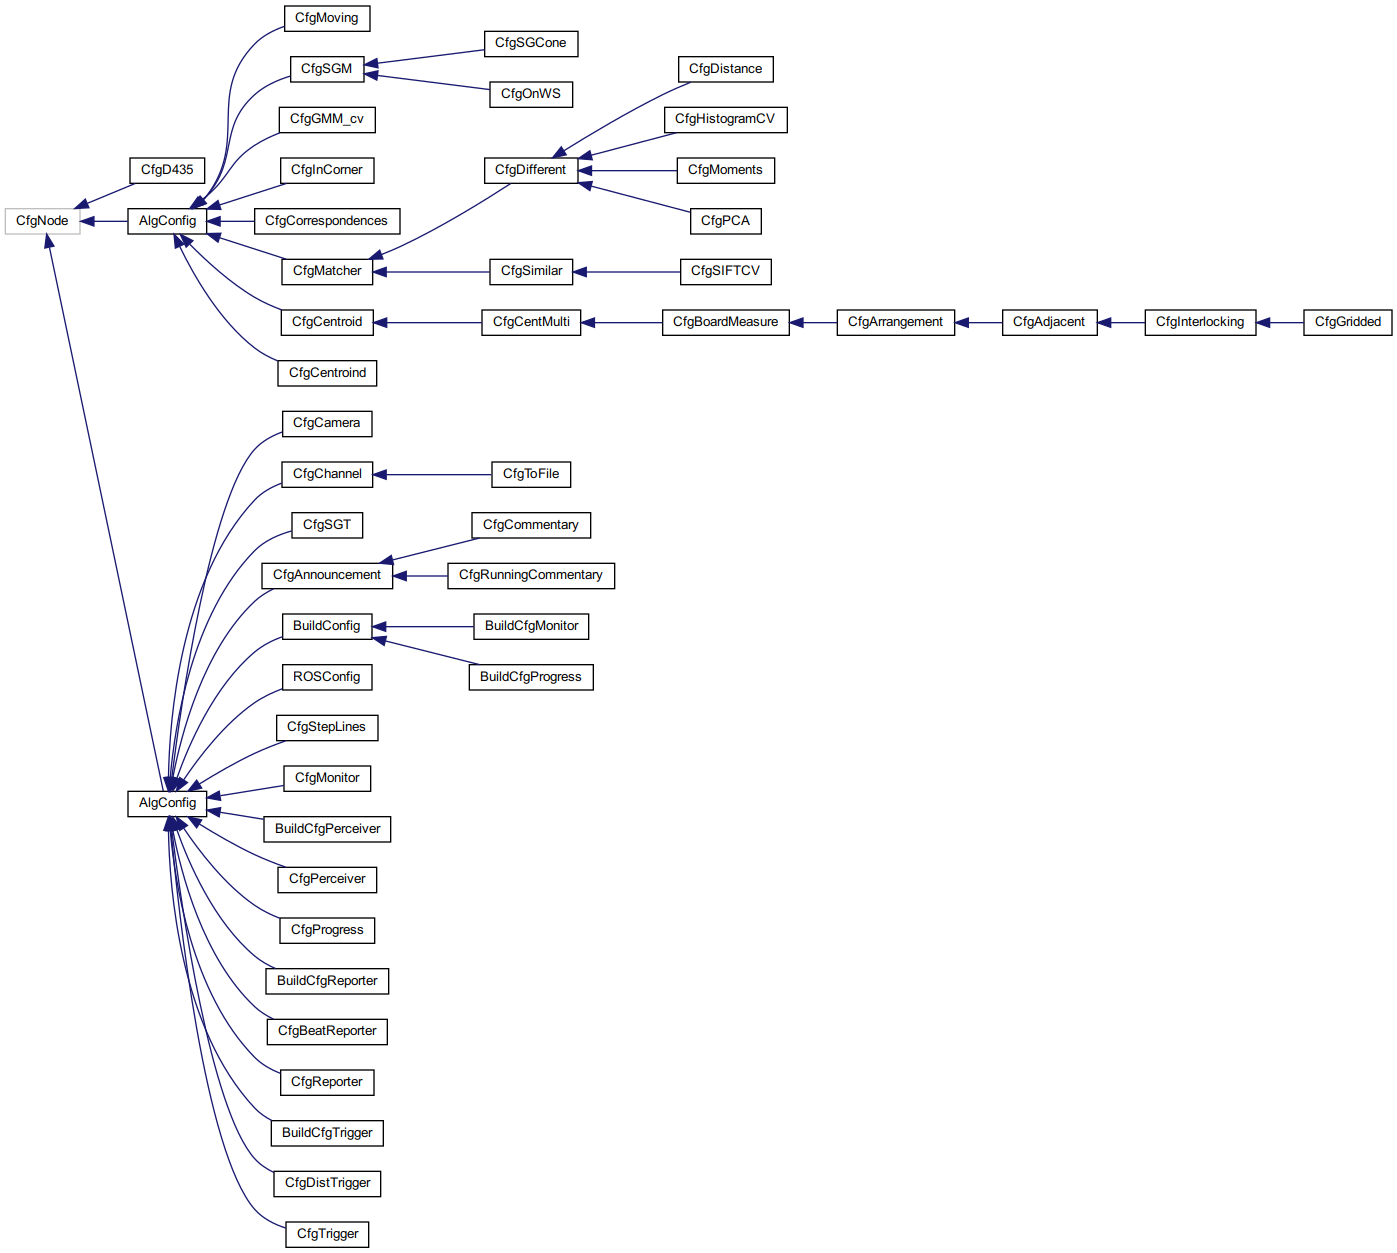 CfgMoving
CfgSGCone
CfgSGM
CfgDistance
CfgOnWS
CfgGMM_cv
CfgHistogramCV
CfgD435
CfgInCorner
CfgDifferent
CfgMoments
CfgNode
AlgConfig
CfgCorrespondences
CfgPCA
CfgMatcher
CfgSimilar
CfgSIFTCV
CfgCentroid
CfgCentMulti
CfgBoardMeasure
CfgArrangement
CfgAdjacent
CfgInterlocking
CfgGridded
CfgCentroind
CfgCamera
CfgChannel
CfgToFile
CfgSGT
CfgCommentary
CfgAnnouncement
CfgRunningCommentary
BuildConfig
BuildCfgMonitor
ROSConfig
BuildCfgProgress
CfgStepLines
CfgMonitor
AlgConfig
BuildCfgPerceiver
CfgPerceiver
CfgProgress
BuildCfgReporter
CfgBeatReporter
CfgReporter
BuildCfgTrigger
CfgDistTrigger
CfgTrigger